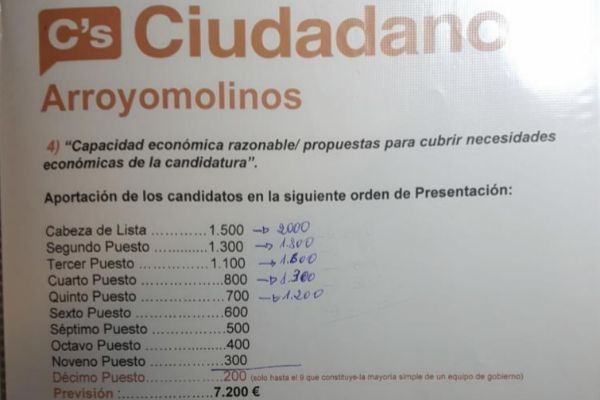 C's Ciudadano
Arroyomolinos
4) “Capacidad económica razonable/ propuestas para cubrir necesidades
económicas de la candidatura”.
Aportación de los candidatos en la siguiente orden de Presentación:
Cabeza de Lista .............1.500 → 2000
Segundo Puesto .............1.300 → 1.800
Tercer Puesto ................1.100 → 1.600
Cuarto Puesto ...................800 → 1.300
Quinto Puesto ...................700 → 1.200
Sexto Puesto ....................600
Séptimo Puesto ................500
Octavo Puesto ..................400
Noveno Puesto .................300
Décimo Puesto..................200 (solo hasta el 9 que constituye-la mayoría simple de un equipo de gobierno)
Previsión : .....................7.200 €